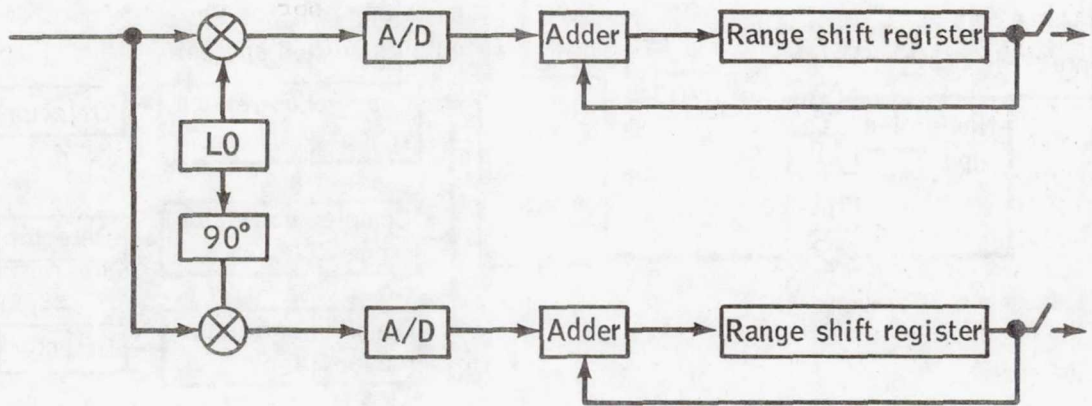 A/D
Adder
Range shift register
LO
90°
A/D
Adder
Range shift register